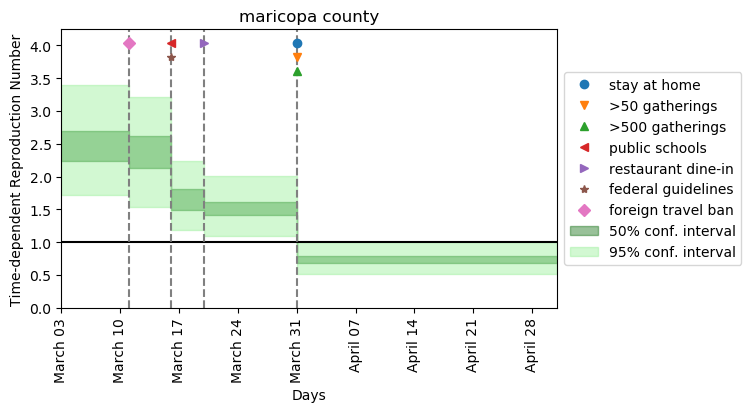 maricopa county
Time-dependent Reproduction Number
4.0
3.5
3.0
2.5
2.0
1.5
1.0
0.5
0.0
March 03
March 10
March 17
March 24
March 31
April 07
April 14
April 21
April 28
Days
stay at home
>50 gatherings
>500 gatherings
public schools
restaurant dine-in
federal guidelines
foreign travel ban
50% conf. interval
95% conf. interval